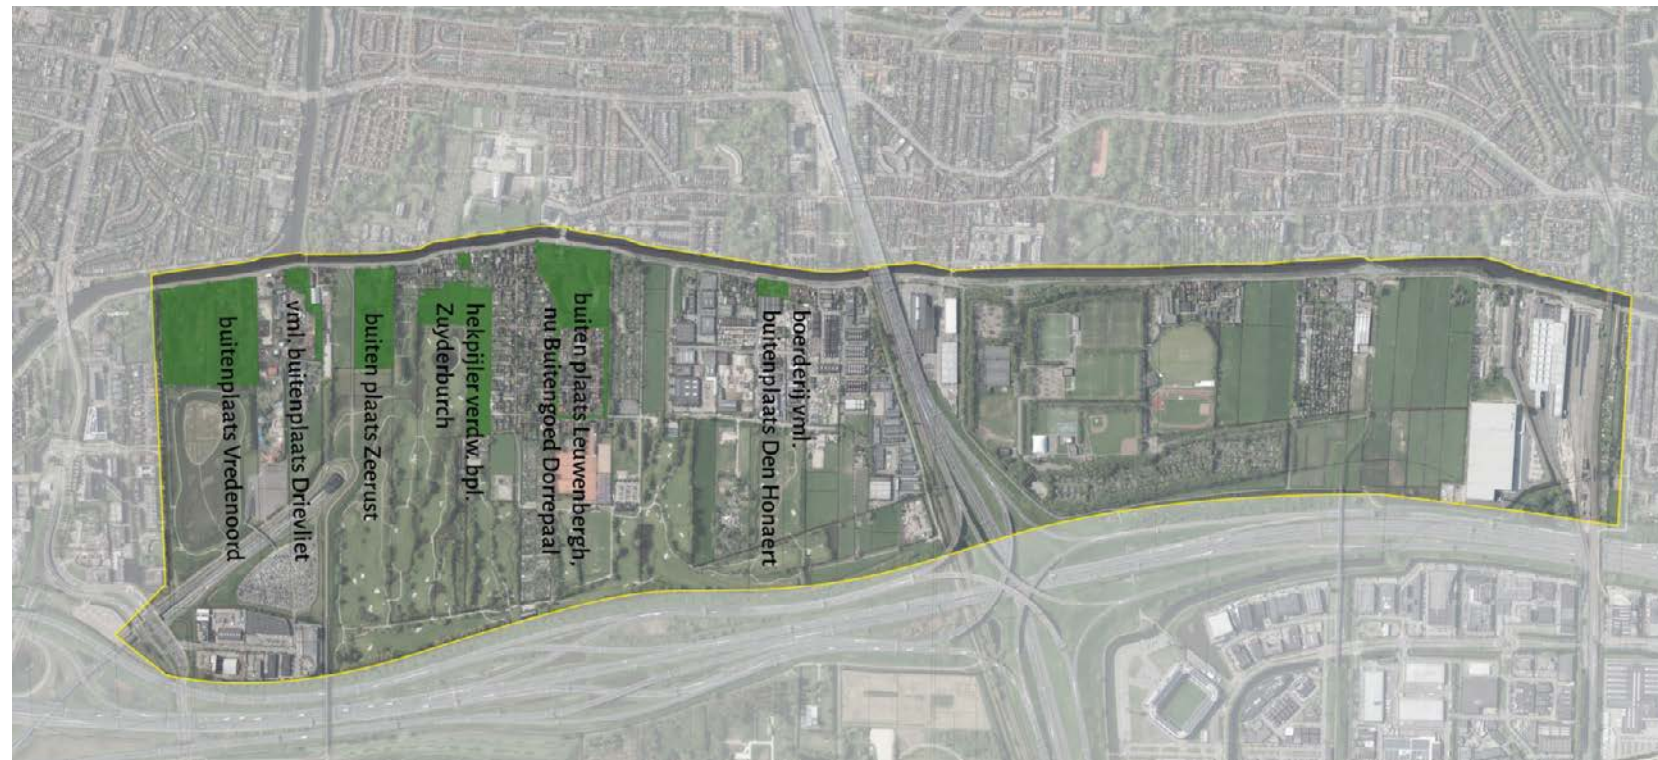 buitenplaats Vredenoord
vml. buitenplaats Drievliet
buiten plaats Zeerust
hekpijler verdw. bpl.
Zuyderburch
buiten plaats Leuwenbergh,
nu Buitengoed Dorrepaal
boerderij vml.
buitenplaats Den Honaert